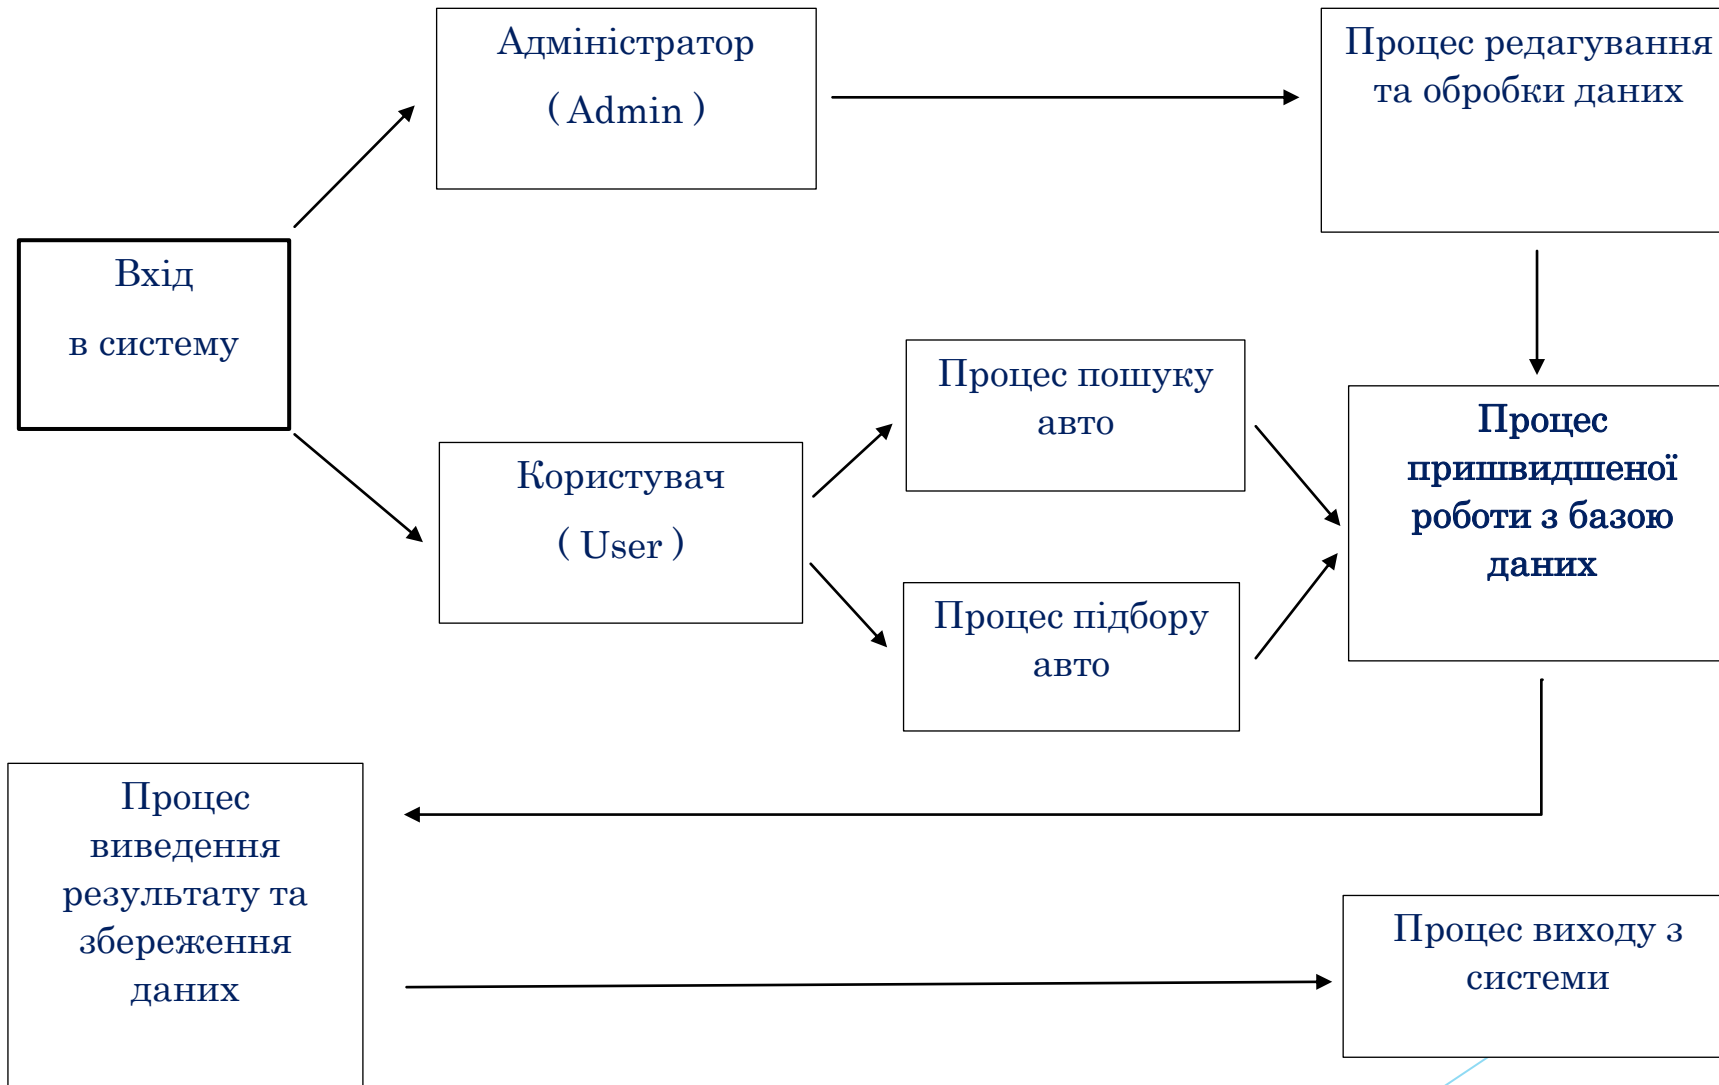 Адміністратор
( Admin )
Процес редагування
та обробки даних
Вхід
в систему
Процес пошуку
авто
Процес
пришвидшеної
роботи з базою
даних
Користувач
( User )
Процес підбору
авто
Процес
виведення
результату та
збереження
даних
Процес виходу з
системи